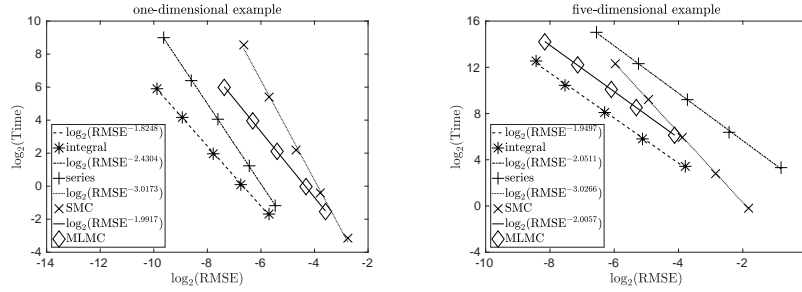 one-dimensional example
10
8
6
4
2
0
-2
-4
log₂(Time)
log₂(RMSE^-1.8248)
integral
log₂(RMSE^-2.4304)
series
log₂(RMSE^-3.0173)
SMC
log₂(RMSE^-1.9917)
MLMC
-14
-12
-10
-8
-6
-4
-2
log₂(RMSE)
five-dimensional example
16
12
8
4
0
-4
log₂(Time)
log₂(RMSE^-1.9497)
integral
log₂(RMSE^-2.0511)
series
log₂(RMSE^-3.0266)
SMC
log₂(RMSE^-2.0057)
MLMC
-10
-8
-6
-4
-2
log₂(RMSE)